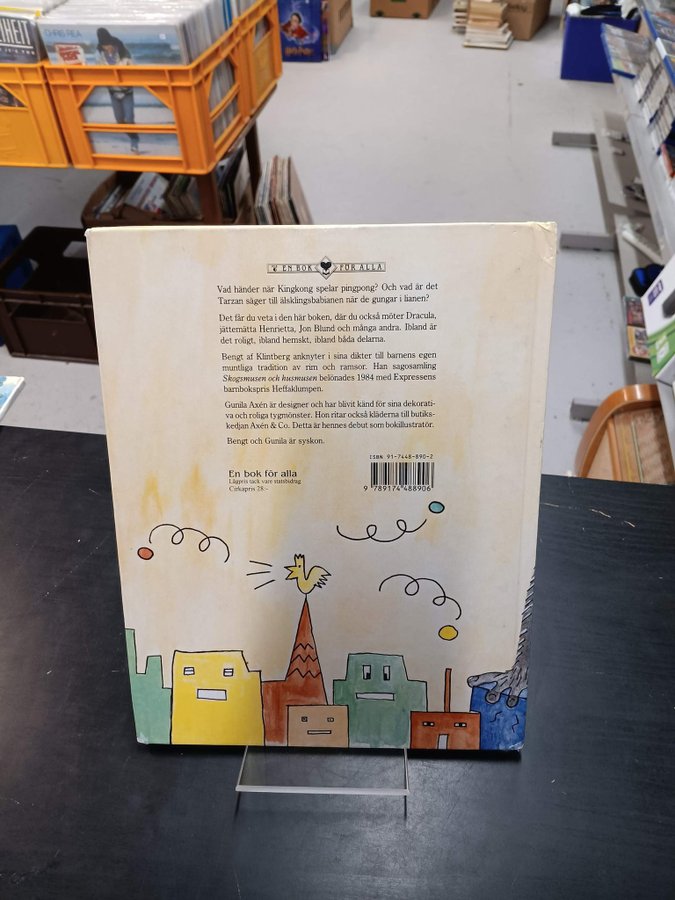 CHRIS REA
EN BOK FÖR ALLA
Vad händer när Kingkong spelar pingpong? Och vad är det
Tarzan säger till älsklingsbabianen när de gungar i lianen?
Det får du veta i den här boken, där du också möter Dracula,
jättemätta Henrietta, Jon Blund och många andra. Ibland är
det roligt, ibland hemskt, ibland båda delarna.
Bengt af Klintberg anknyter i sina dikter till barnens egen
muntliga tradition av rim och ramsor. Han sagosamling
Skogsmusen och husmusen belönades 1984 med Expressens
barnbokspris Heffaklumpen.
Gunila Axén är designer och har blivit känd för sina dekorati-
va och roliga tygmönster. Hon ritar också kläderna till butiks-
kedjan Axén & Co. Detta är hennes debut som bokillustratör.
Bengt och Gunila är syskon.
ISBN 91-7448-890-2
En bok för alla
Lågpris tack vare statsbidrag
Cirkapris 28:-
9 789174 488906